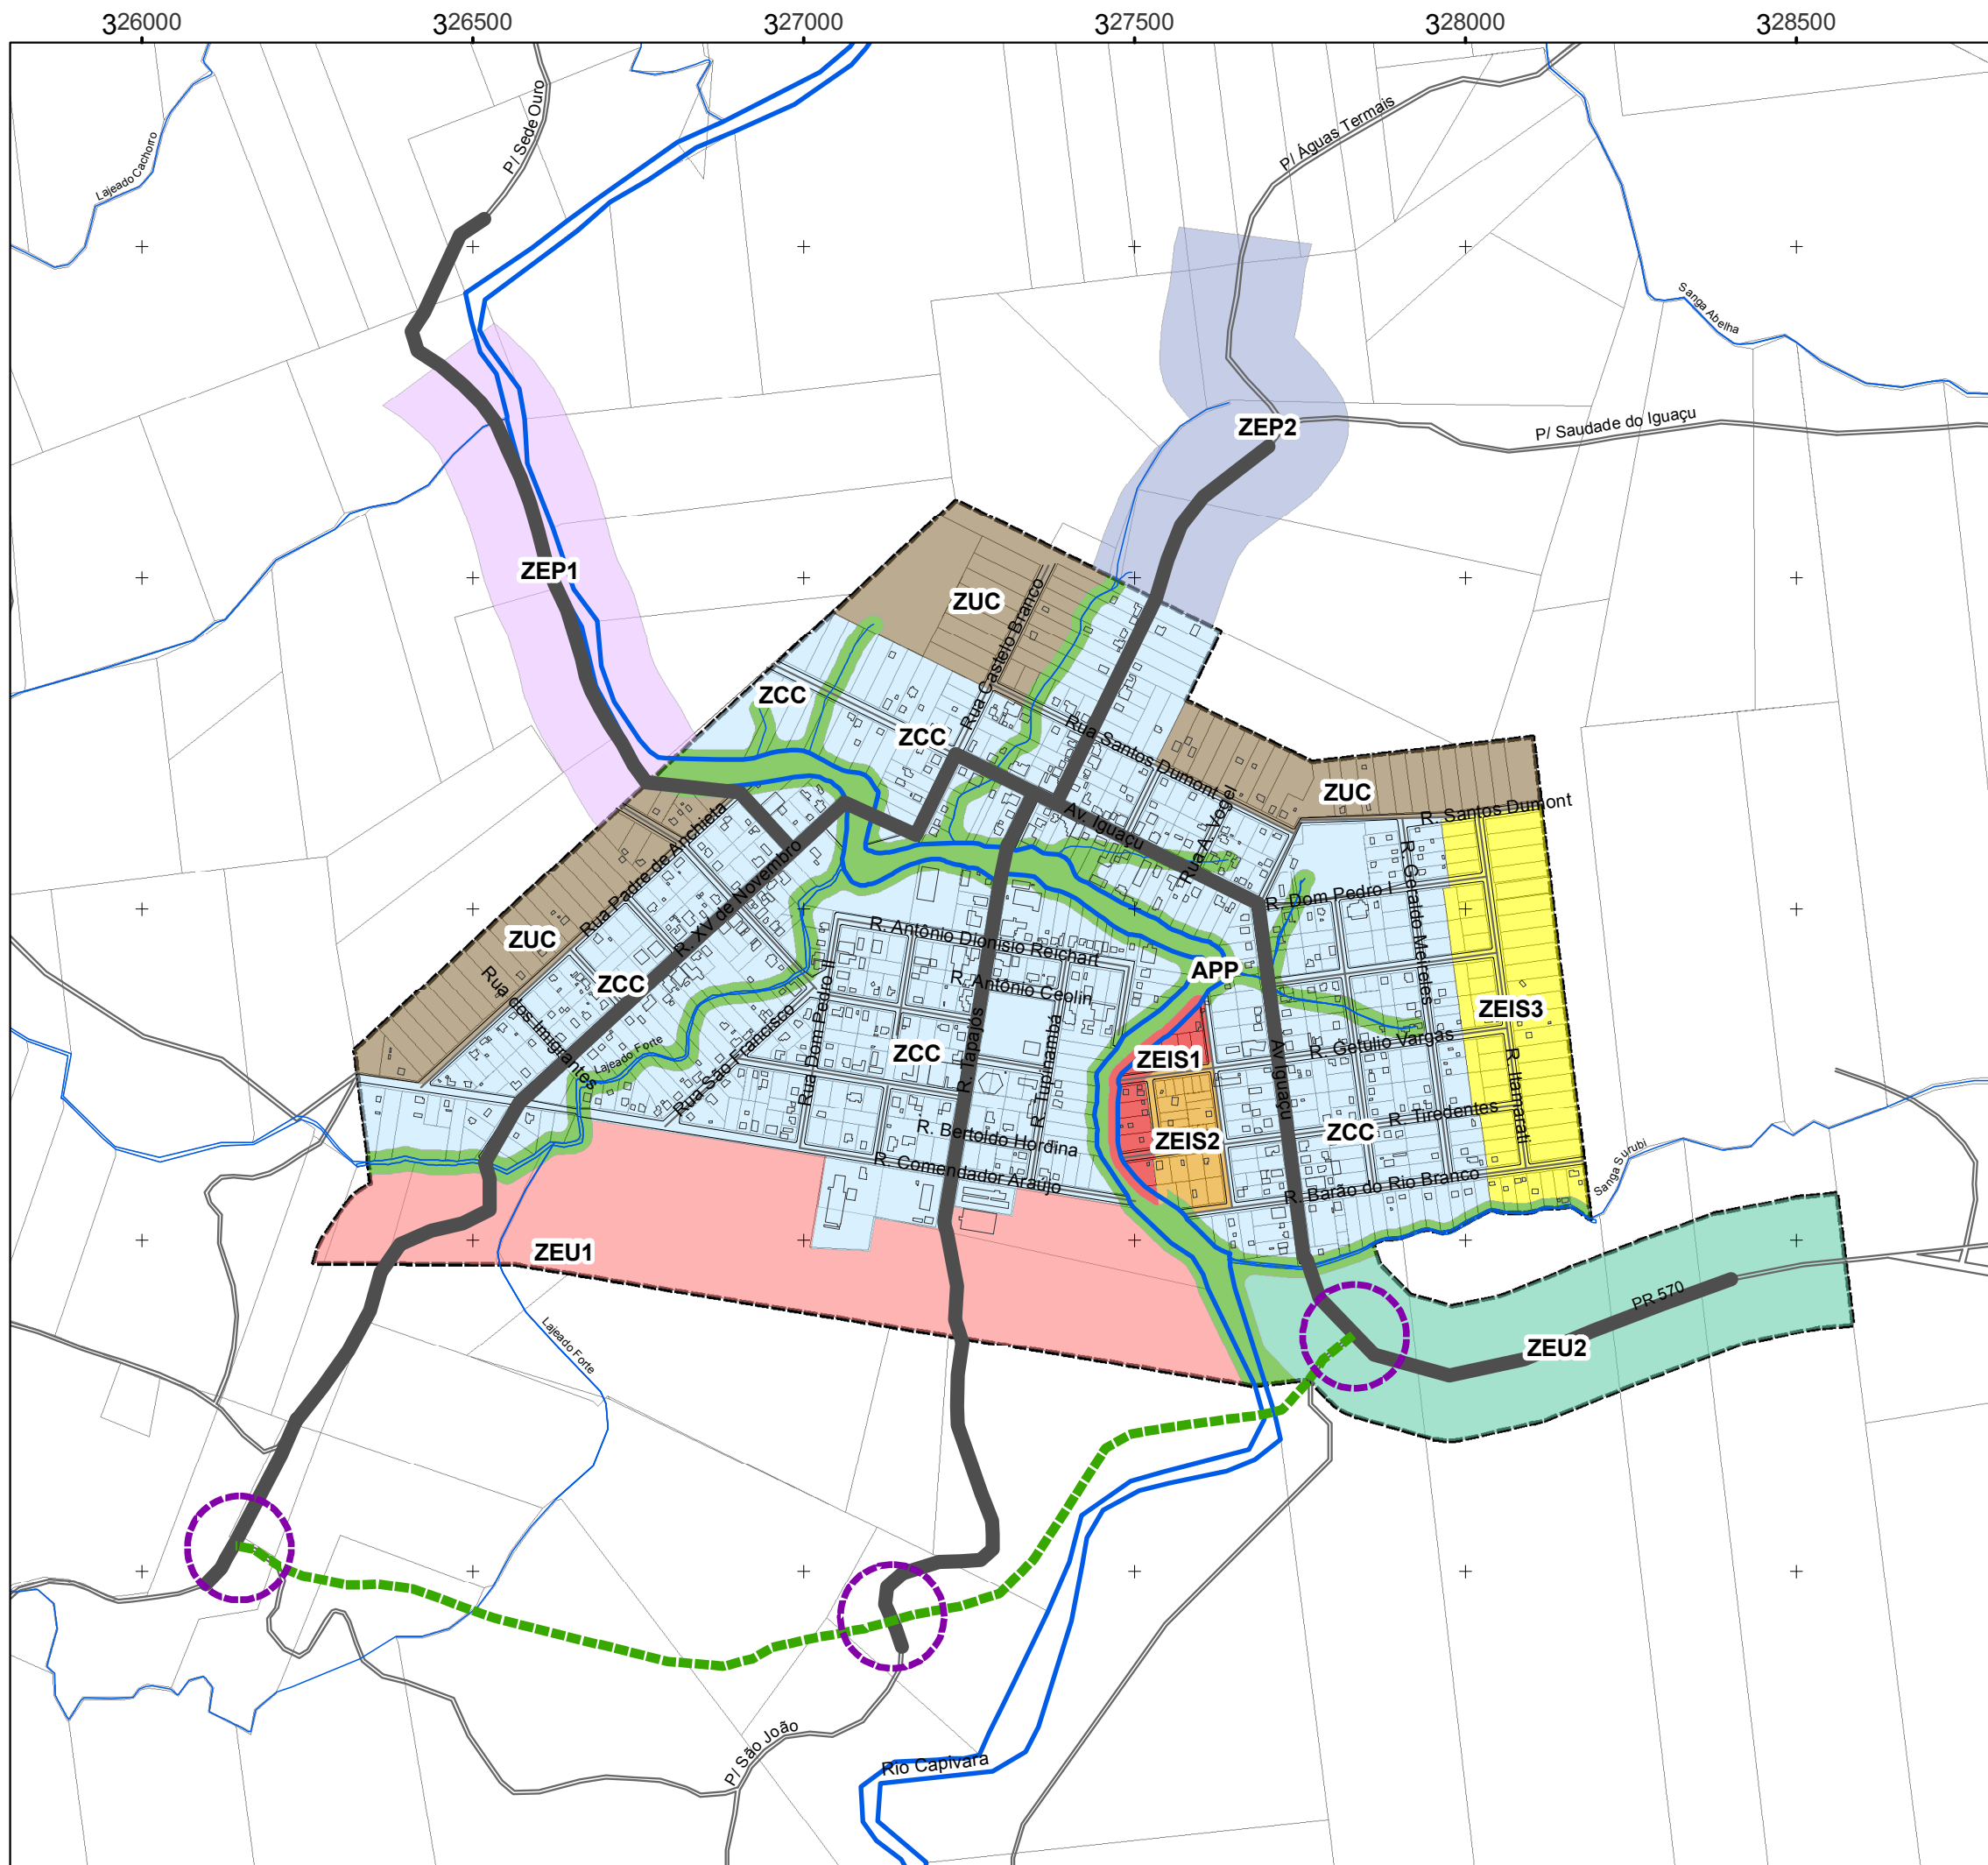 326000
326500
327000
327500
328000
328500
P/ Sede Ouro
Lajeado Cachorro
P/ Águas Termais
Sanga Abelha
P/ Saudade do Iguaçu
ZEP2
ZEP1
ZUC
Rua Castelo Branco
ZCC
ZCC
Rua Santos Dumont
ZUC
R. Santos Dumont
Rua Padre de Anchieta
Av. Iguaçu
Rua A. Vogel
R. XV de Novembro
R. Dom Pedro I
R. Geraldo Meireles
ZUC
R. Antônio Dionísio Reichart
R. Antônio Ceolin
APP
ZCC
Rua dos Imigrantes
Rua Dom Pedro II
ZEIS3
Lajeado Forte
Rua São Francisco
ZCC
R. Tapajós
R. Tupinambá
ZEIS1
Av Iguaçu
R. Getulio Vargas
R. Itamarati
R. Tiredentes
ZEIS2
ZCC
R. Bertoldo Hordina
R. Comendador Araújo
R. Barão do Rio Branco
Sanga Surubi
ZEU1
PR 570
ZEU2
Lajeado Forte
P/ São João
Rio Capivara